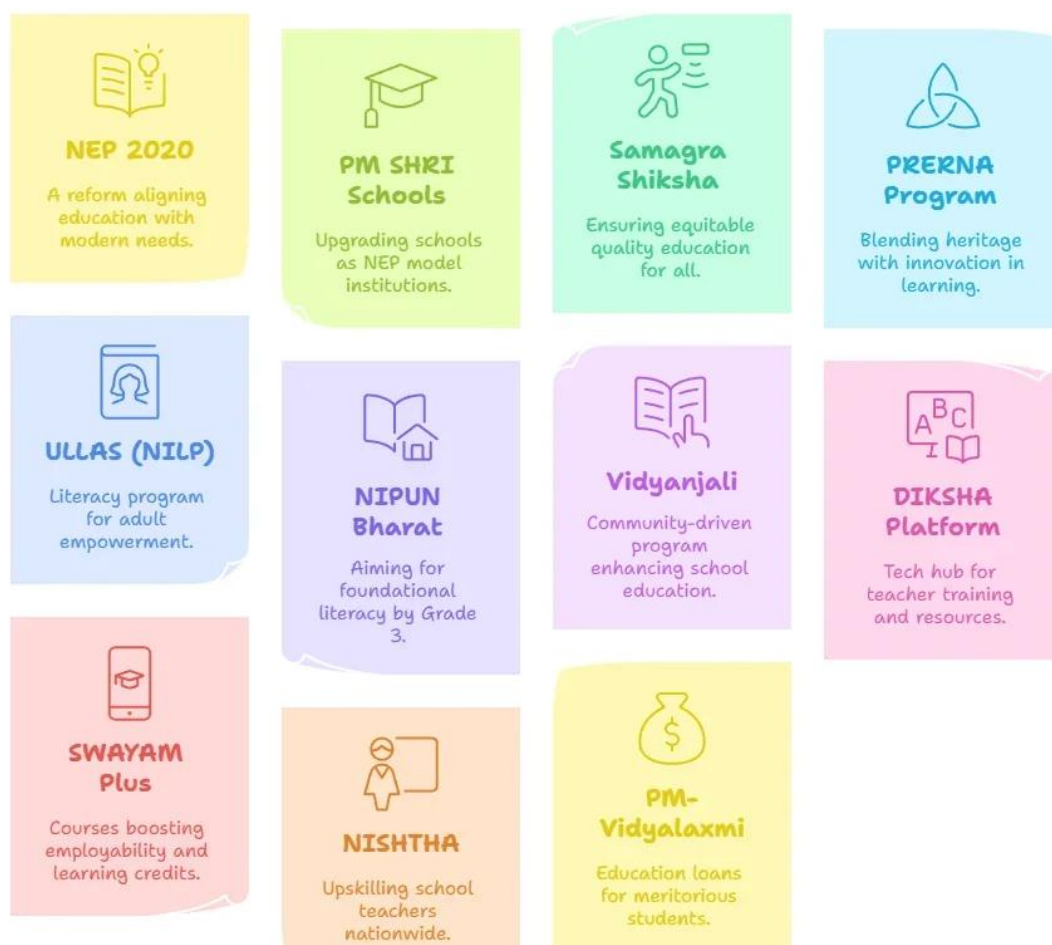 NEP 2020
A reform aligning
education with
modern needs.
PM SHRI
Schools
Upgrading schools
as NEP model
institutions.
Samagra
Shiksha
Ensuring equitable
quality education
for all.
PRERNA
Program
Blending heritage
with innovation in
learning.
ULLAS (NILP)
Literacy program
for adult
empowerment.
NIPUN
Bharat
Aiming for
foundational
literacy by Grade
3.
Vidyanjali
Community-driven
program
enhancing school
education.
ABC
DIKSHA
Platform
Tech hub for
teacher training
and resources.
SWAYAM
Plus
Courses boosting
employability and
learning credits.
NISHTHA
Upskilling school
teachers
nationwide.
$
PM-
Vidyalaxmi
Education loans
for meritorious
students.